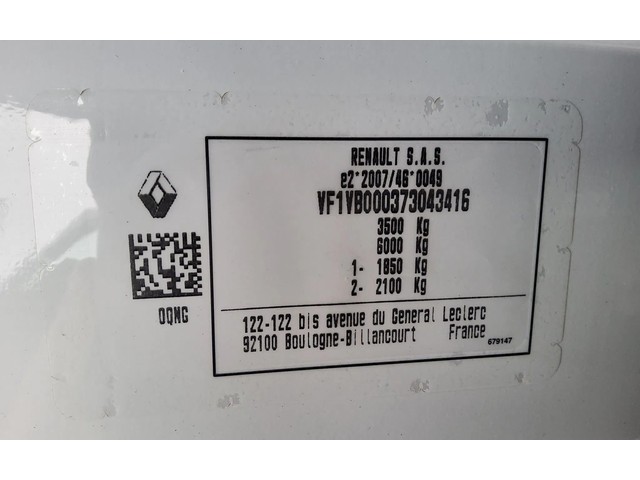 RENAULT S.A.S.
e2*2007/46*0049
VF1VB000373043416
3500 Kg
6000 Kg
1- 1850 Kg
2- 2100 Kg
OQNG
122-122 bis avenue du General Leclerc
92100 Boulogne-Billancourt France
679147